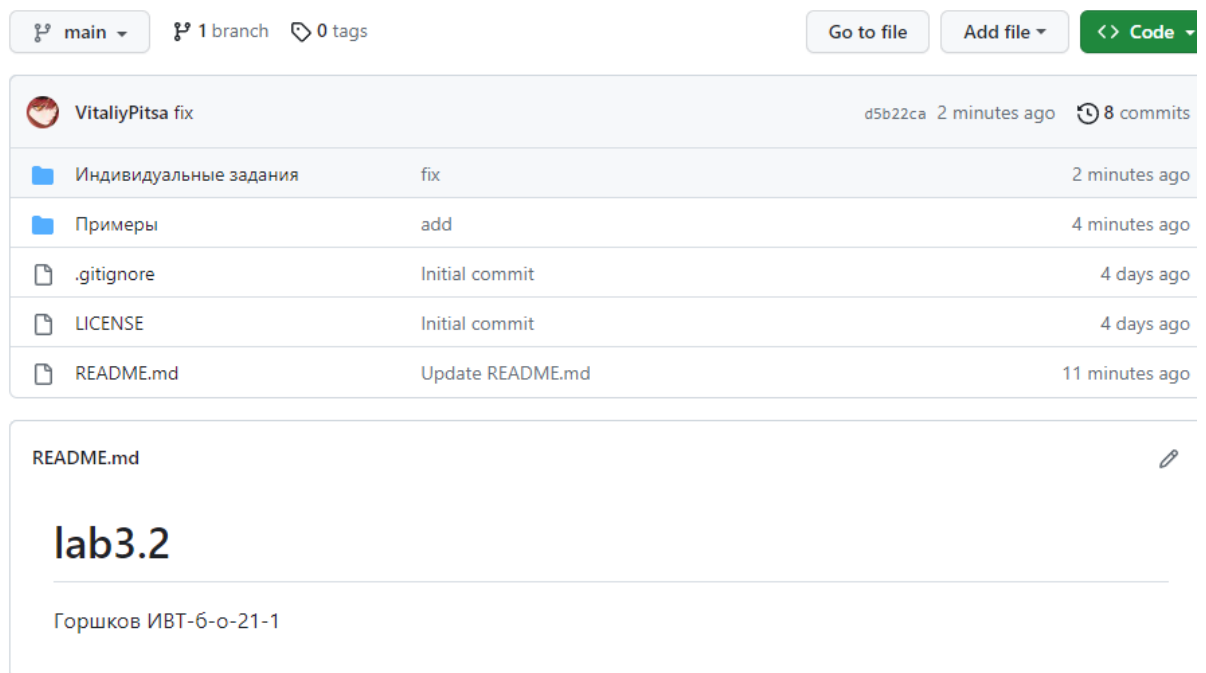 main 1 branch 0 tags Go to file Add file <> Code
VitaliyPitsa fix d5b22ca 2 minutes ago 8 commits
Индивидуальные задания fix 2 minutes ago
Примеры add 4 minutes ago
.gitignore Initial commit 4 days ago
LICENSE Initial commit 4 days ago
README.md Update README.md 11 minutes ago
README.md
lab3.2
Горшков ИВТ-б-о-21-1